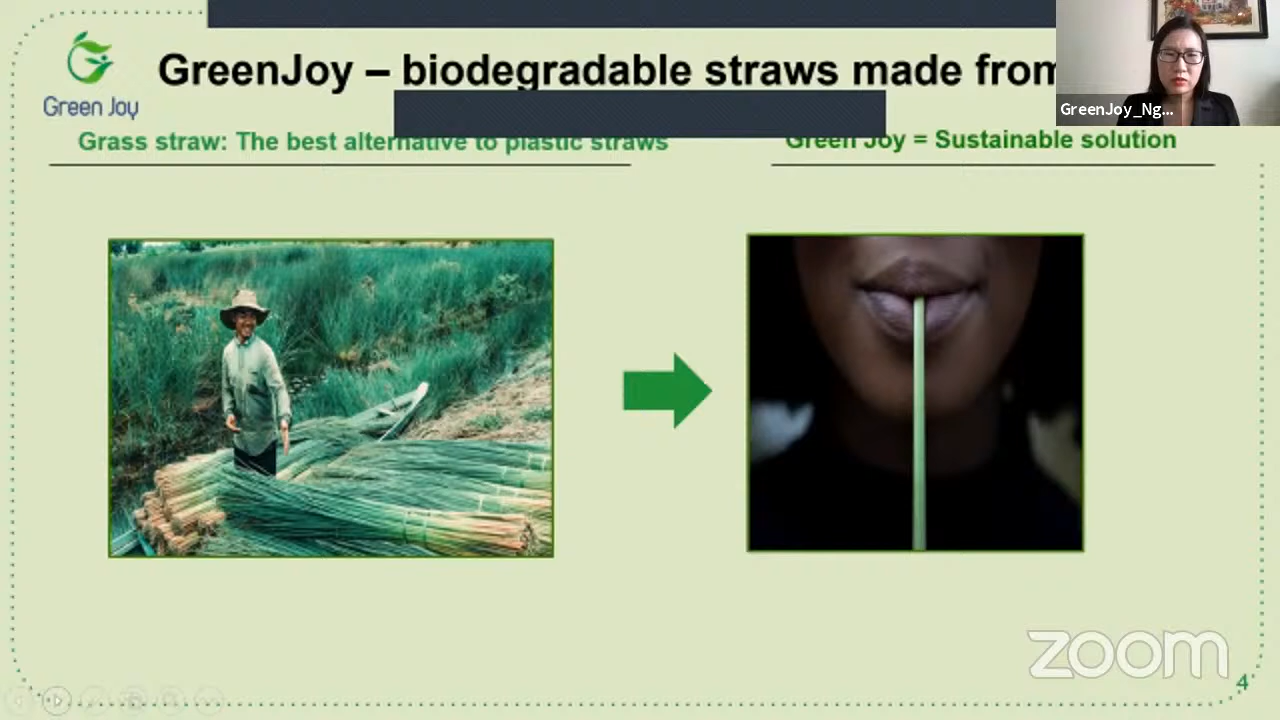 GreenJoy – biodegradable straws made from
Green Joy
GreenJoy_Ng...
Grass straw: The best alternative to plastic straws
Green Joy = Sustainable solution
zoom
4